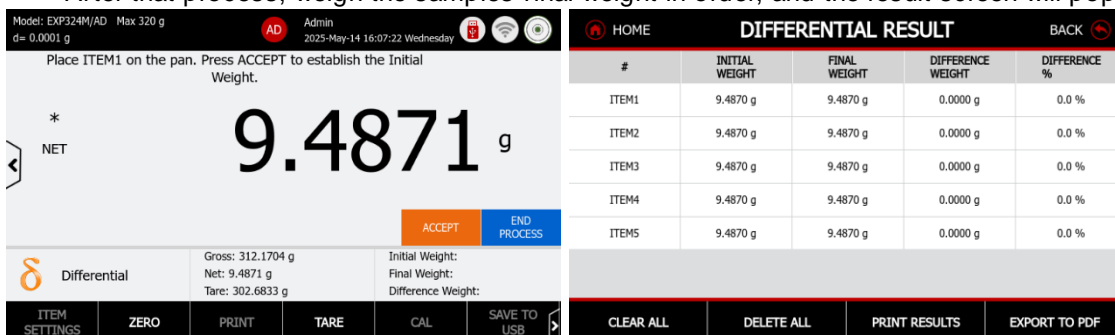 After that process, weigh the samples final weight in order, and the result screen will pop
Model: EXP324M/AD Max 320 g
d= 0.0001 g
AD
Admin
2025-May-14 16:07:22 Wednesday
Place ITEM1 on the pan. Press ACCEPT to establish the Initial
Weight.
*
NET
9.4871 g
ACCEPT
END
PROCESS
δ Differential
Gross: 312.1704 g
Net: 9.4871 g
Tare: 302.6833 g
Initial Weight:
Final Weight:
Difference Weight:
ITEM
SETTINGS
ZERO
PRINT
TARE
CAL
SAVE TO
USB
HOME DIFFERENTIAL RESULT BACK
# INITIAL WEIGHT FINAL WEIGHT DIFFERENCE WEIGHT DIFFERENCE %
ITEM1 9.4870 g 9.4870 g 0.0000 g 0.0 %
ITEM2 9.4870 g 9.4870 g 0.0000 g 0.0 %
ITEM3 9.4870 g 9.4870 g 0.0000 g 0.0 %
ITEM4 9.4870 g 9.4870 g 0.0000 g 0.0 %
ITEM5 9.4870 g 9.4870 g 0.0000 g 0.0 %
CLEAR ALL DELETE ALL PRINT RESULTS EXPORT TO PDF